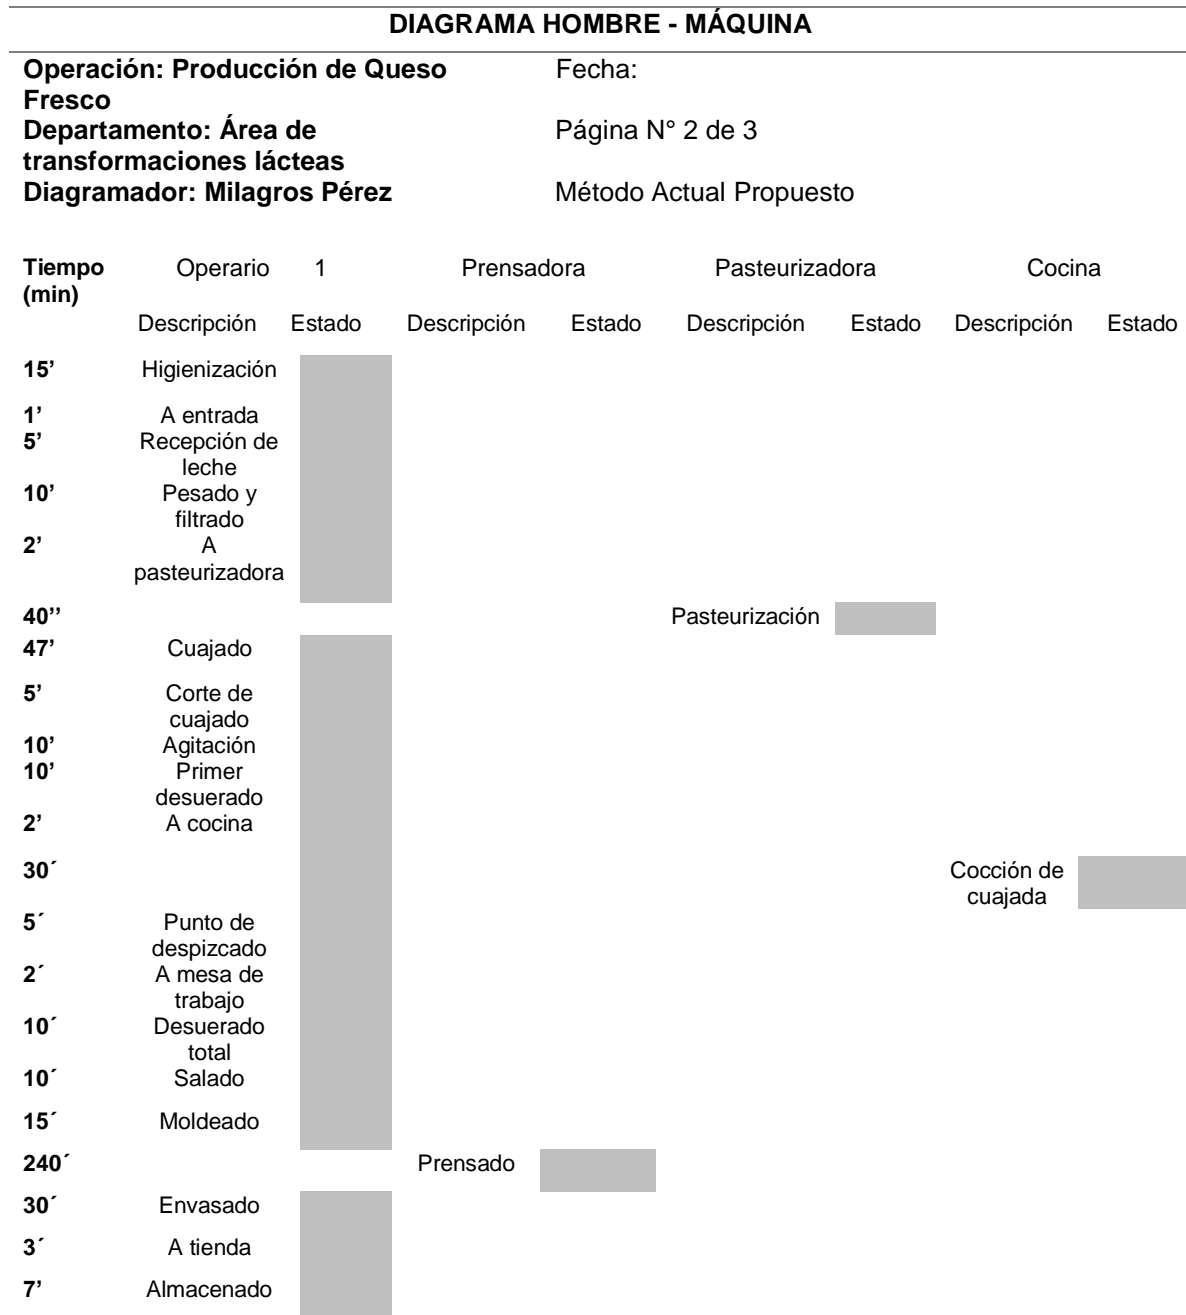 DIAGRAMA HOMBRE - MÁQUINA
Operación: Producción de Queso Fecha:
Fresco
Departamento: Área de Página N° 2 de 3
transformaciones lácteas
Diagramador: Milagros Pérez Método Actual Propuesto
Tiempo Operario 1 Prensadora Pasteurizadora Cocina
(min)
Descripción Estado Descripción Estado Descripción Estado Descripción Estado
15’ Higienización
1’ A entrada
5’ Recepción de
leche
10’ Pesado y
filtrado
2’ A
pasteurizadora
40’’ Pasteurización
47’ Cuajado
5’ Corte de
cuajado
10’ Agitación
10’ Primer
desuerado
2’ A cocina
30´ Cocción de
cuajada
5´ Punto de
despizcado
2´ A mesa de
trabajo
10´ Desuerado
total
10´ Salado
15´ Moldeado
240´ Prensado
30´ Envasado
3´ A tienda
7’ Almacenado